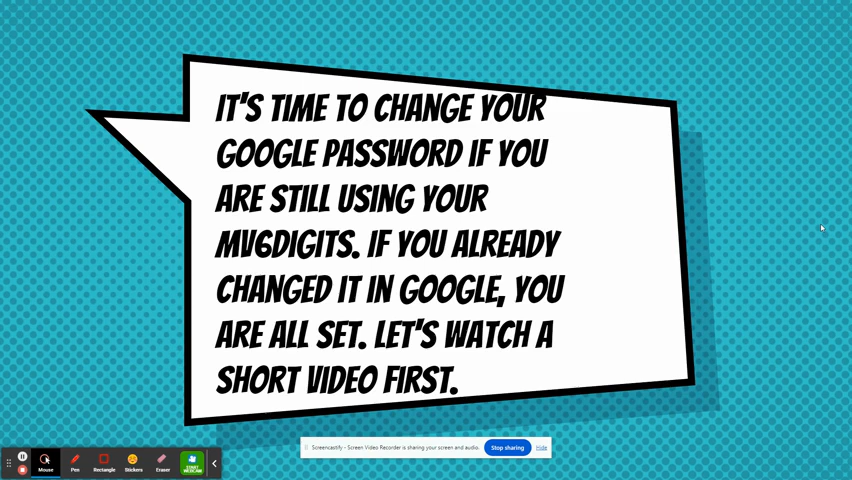 IT'S TIME TO CHANGE YOUR
GOOGLE PASSWORD IF YOU
ARE STILL USING YOUR
MV6DIGITS. IF YOU ALREADY
CHANGED IT IN GOOGLE, YOU
ARE ALL SET. LET'S WATCH A
SHORT VIDEO FIRST.
Screencastify - Screen Video Recorder is sharing your screen and audio. Stop sharing Hide
Mouse Pen Rectangle Stickers Eraser START WEBCAM